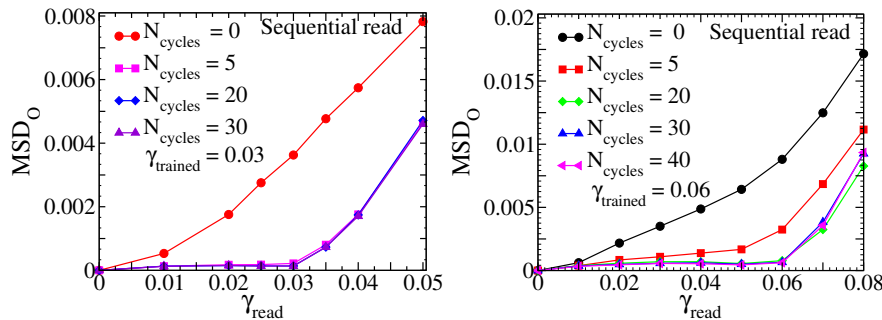 Sequential read
N_cycles = 0
N_cycles = 5
N_cycles = 20
N_cycles = 30
γ_trained = 0.03
MSD_O
0.008
0.006
0.004
0.002
0
0 0.01 0.02 0.03 0.04 0.05
γ_read
Sequential read
N_cycles = 0
N_cycles = 5
N_cycles = 20
N_cycles = 30
N_cycles = 40
γ_trained = 0.06
MSD_O
0.02
0.015
0.01
0.005
0.000
0 0.02 0.04 0.06 0.08
γ_read